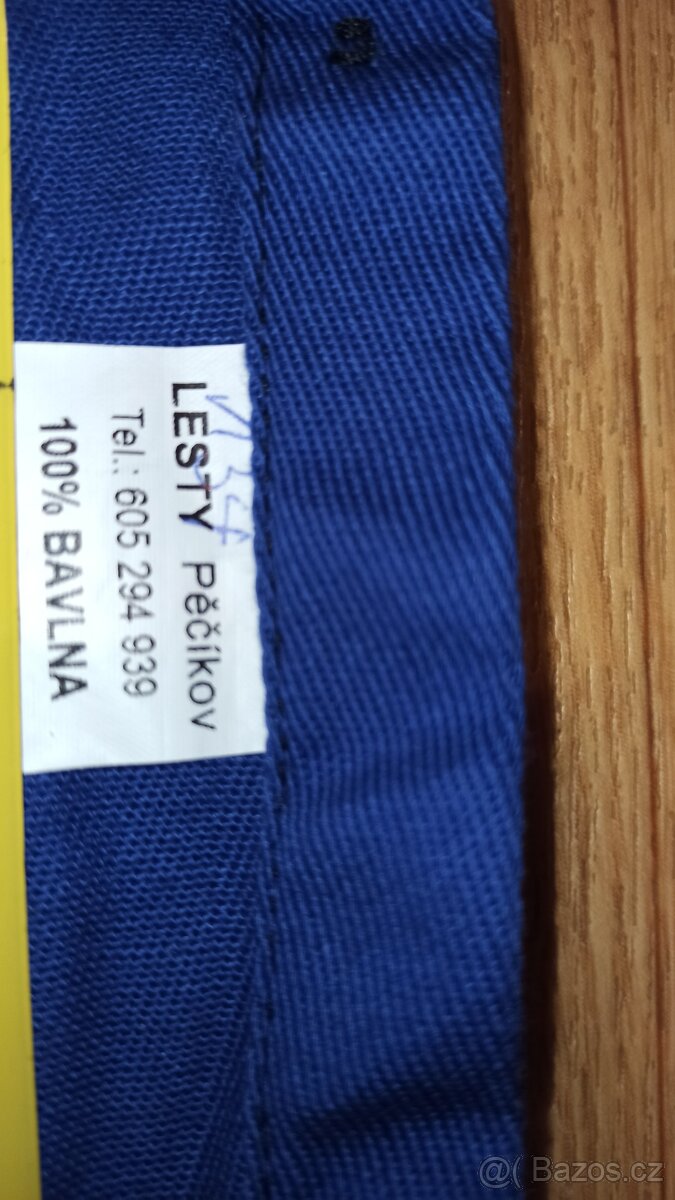 LESTY Pěčíkov
Tel.: 605 294 939
100% BAVLNA
@( Bazos.cz